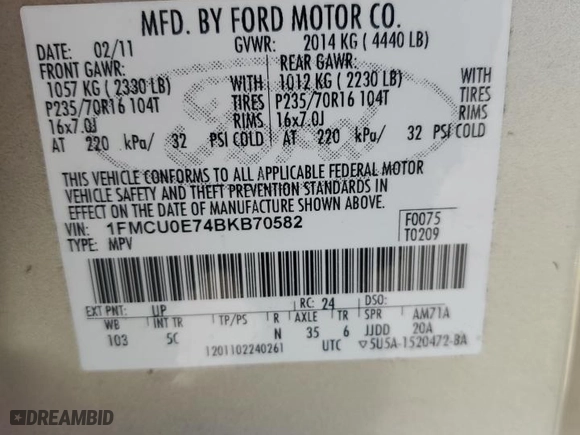 MFD. BY FORD MOTOR CO.
DATE: 02/11 GVWR: 2014 KG ( 4440 LB)
FRONT GAWR: REAR GAWR:
1057 KG ( 2330 LB) WITH 1012 KG ( 2230 LB) WITH
P235/70R16 104T TIRES P235/70R16 104T TIRES
16x7.0J RIMS 16x7.0J RIMS
AT 220 kPa/ 32 PSI COLD AT 220 kPa/ 32 PSI COLD
THIS VEHICLE CONFORMS TO ALL APPLICABLE FEDERAL MOTOR
VEHICLE SAFETY AND THEFT PREVENTION STANDARDS IN
EFFECT ON THE DATE OF MANUFACTURE SHOWN ABOVE.
VIN: 1FMCU0E74BKB70582 F0075
TYPE: MPV T0209
EXT PNT: UP RC: 24 DSO:
WB INT TR TP/PS R AXLE TR SPR AM71A
103 5C N 35 6 JJDD 20A
1201102240261 UTC ▽5U5A-1520472-BA
DREAMBID